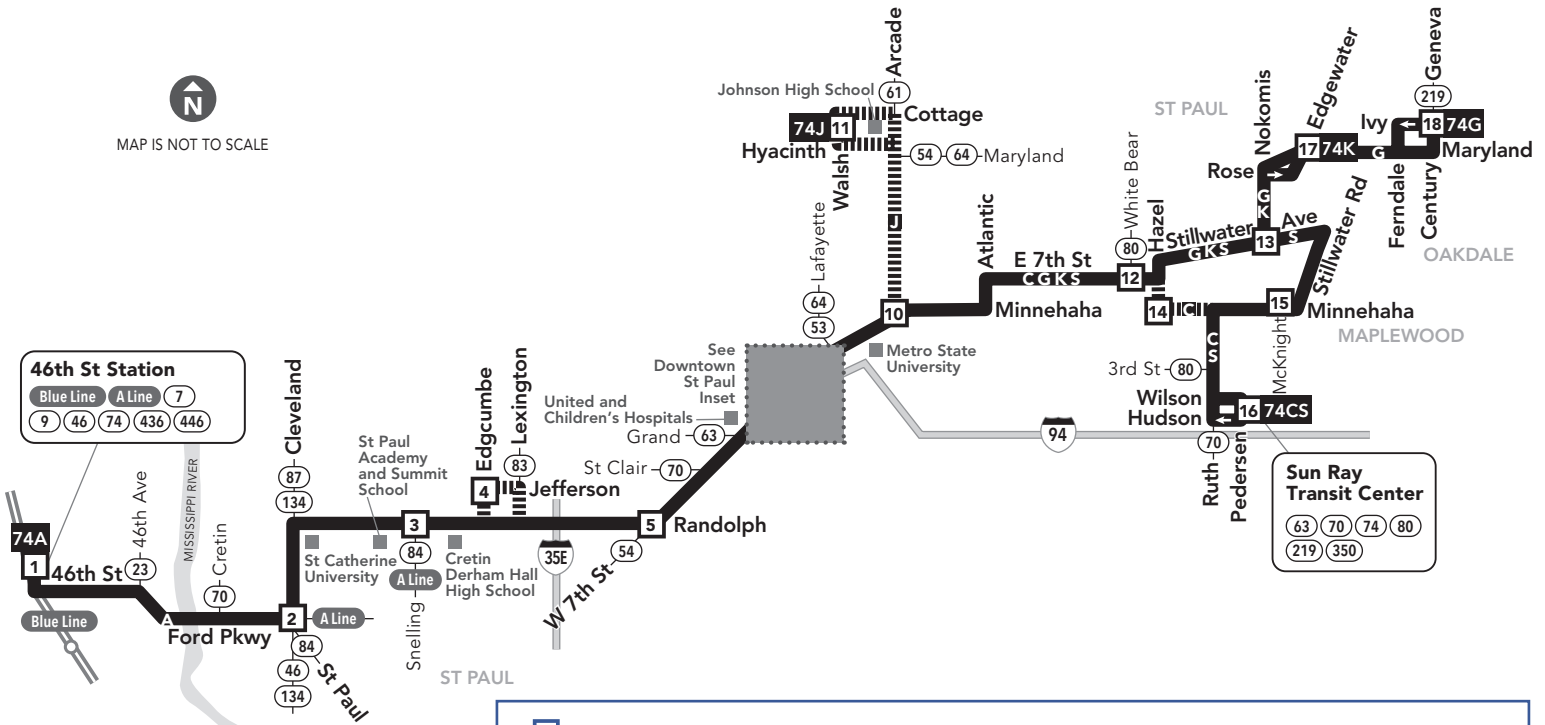 N
MAP IS NOT TO SCALE
46th St Station
Blue Line A Line 7
9 46 74 436 446
74A
1
46th St
23
46th Ave
Blue Line
MISSISSIPPI RIVER
A
Cretin
70
Ford Pkwy
2
A Line
84
46
134
St Paul
Cleveland
87
134
St Catherine
University
St Paul
Academy
and Summit
School
3
84
A Line
Snelling
Cretin
Derham Hall
High School
ST PAUL
Edgcumbe
4
Lexington
83
Jefferson
35E
5
Randolph
54
W 7th St
St Clair
70
Grand
63
United and
Children's Hospitals
See
Downtown
St Paul
Inset
Metro State
University
94
Lafayette
64
53
10
J
54 64 Maryland
Johnson High School
Arcade
61
Cottage
74J 11
Hyacinth
Walsh
Atlantic
Minnehaha
E 7th St
C G K S
White Bear
80
12
Hazel
14
C
Stillwater Ave
G K S
13
S
G
K
Nokomis
Rose
Edgewater
17 74K
ST PAUL
G
Ivy
Geneva
219
18 74G
Maryland
Ferndale
Century
OAKDALE
Stillwater Rd
15
Minnehaha
MAPLEWOOD
McKnight
C
S
3rd St
80
Wilson
Hudson
16 74CS
70
Ruth
Pedersen
Sun Ray
Transit Center
63 70 74 80
219 350